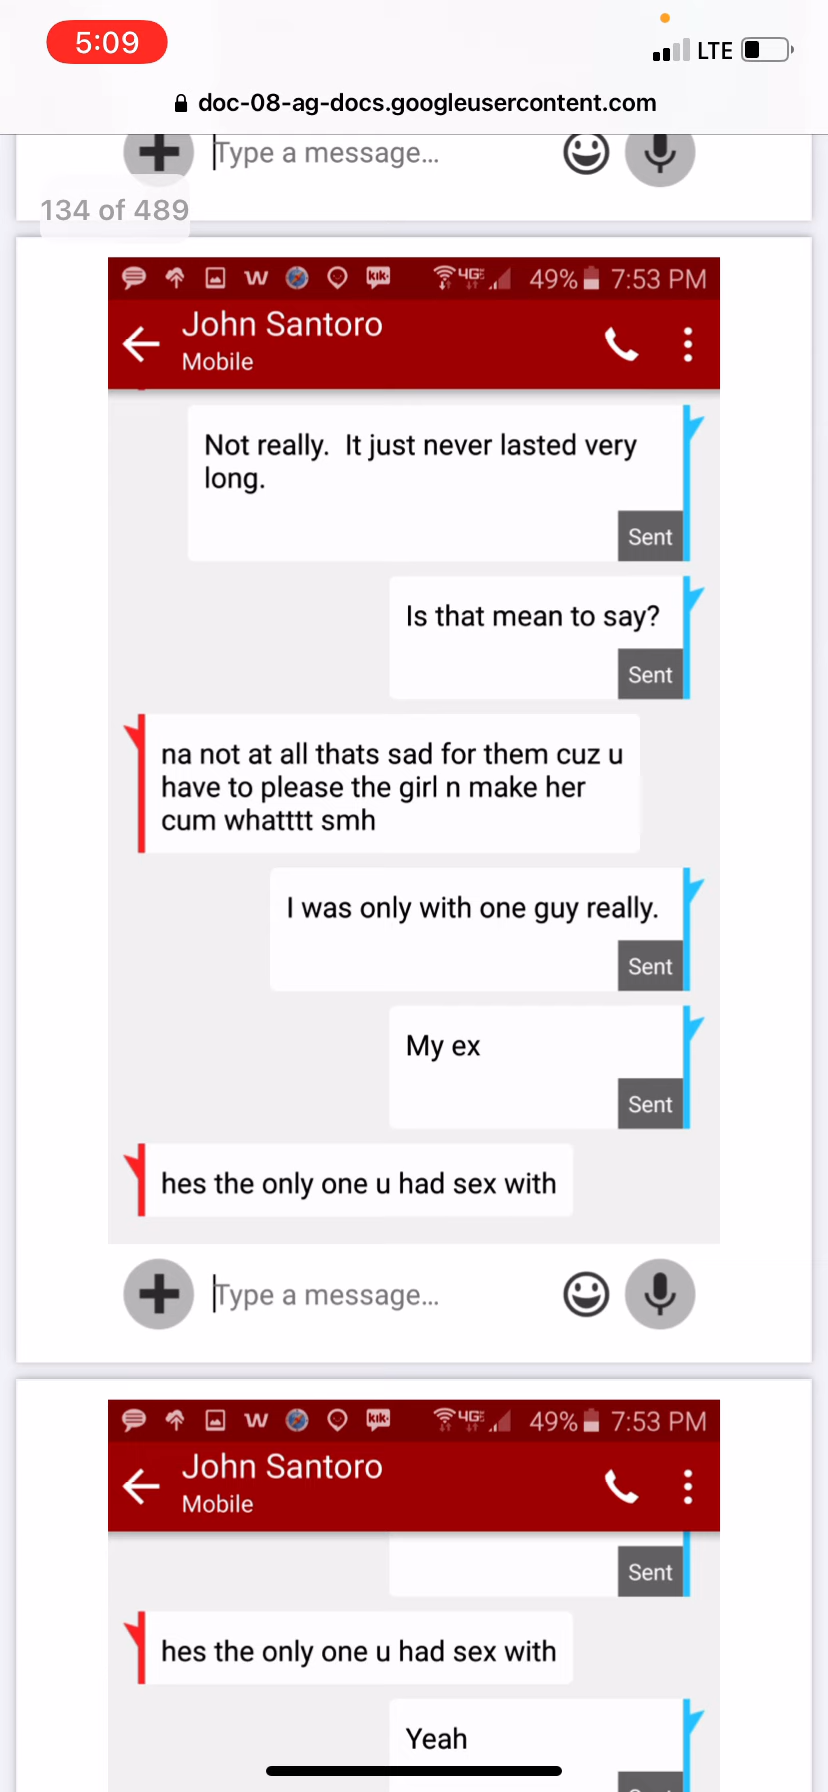 5:09
LTE
doc-08-ag-docs.googleusercontent.com
Type a message...
134 of 489
W kik 4G 49% 7:53 PM
John Santoro
Mobile
Not really.  It just never lasted very
long.
Sent
Is that mean to say?
Sent
na not at all thats sad for them cuz u
have to please the girl n make her
cum whatttt smh
I was only with one guy really.
Sent
My ex
Sent
hes the only one u had sex with
Type a message...
W kik 4G 49% 7:53 PM
John Santoro
Mobile
Sent
hes the only one u had sex with
Yeah